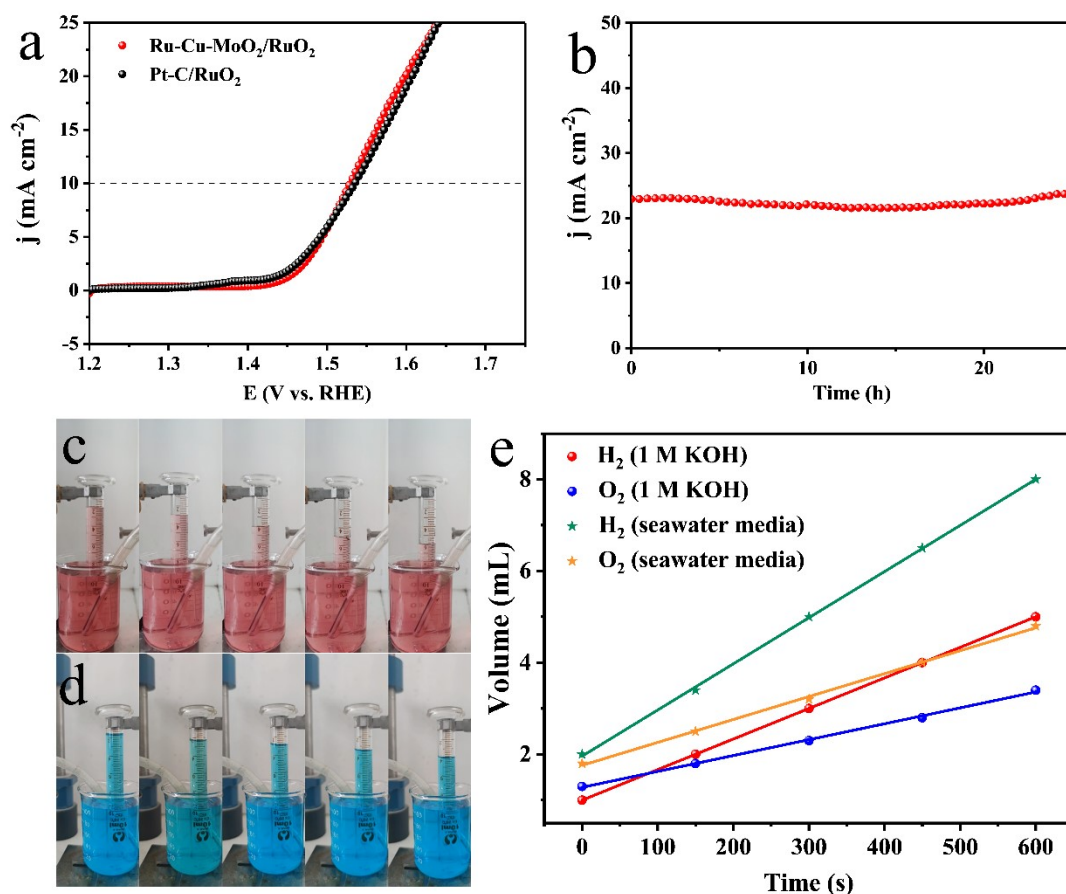 a
Ru-Cu-MoO₂/RuO₂
Pt-C/RuO₂
25
20
15
10
5
0
-5
j (mA cm⁻²)
1.2 1.3 1.4 1.5 1.6 1.7
E (V vs. RHE)
b
50
40
30
20
10
0
j (mA cm⁻²)
0 10 20
Time (h)
c
d
e
H₂ (1 M KOH)
O₂ (1 M KOH)
H₂ (seawater media)
O₂ (seawater media)
8
6
4
2
Volume (mL)
0 100 200 300 400 500 600
Time (s)